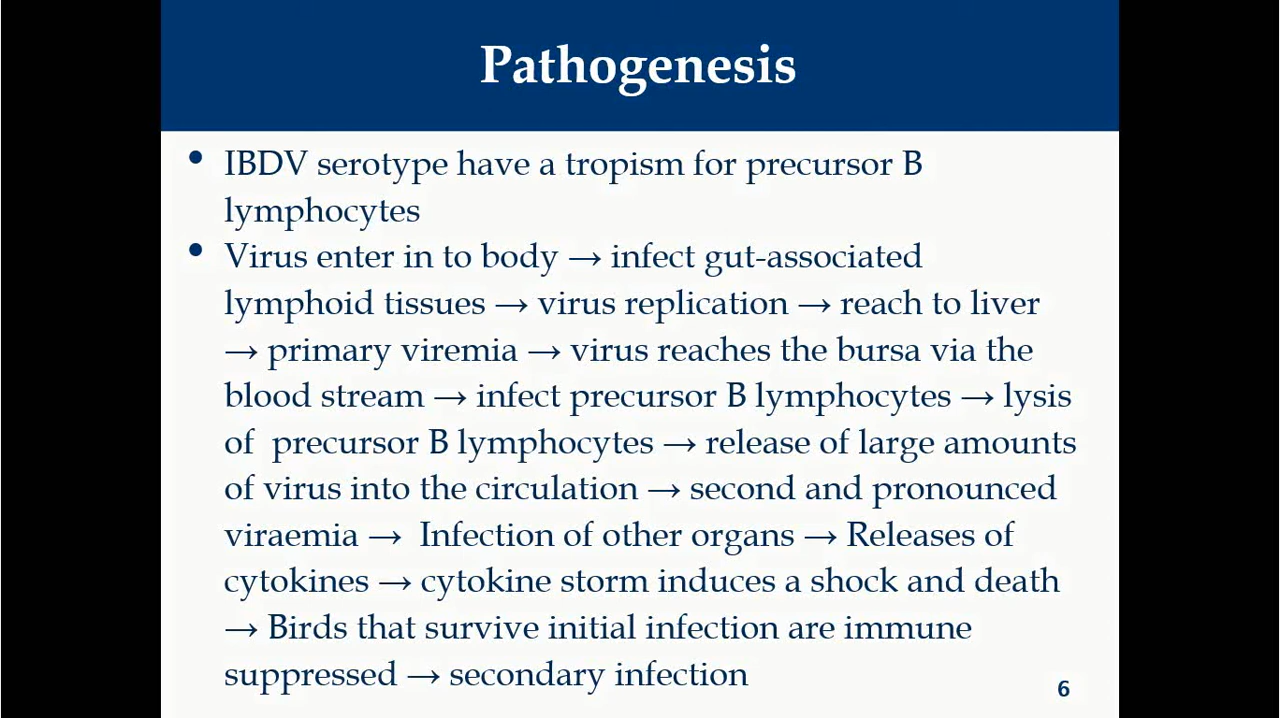 Pathogenesis
• IBDV serotype have a tropism for precursor B
lymphocytes
• Virus enter in to body → infect gut-associated
lymphoid tissues → virus replication → reach to liver
→ primary viremia → virus reaches the bursa via the
blood stream → infect precursor B lymphocytes → lysis
of precursor B lymphocytes → release of large amounts
of virus into the circulation → second and pronounced
viraemia → Infection of other organs → Releases of
cytokines → cytokine storm induces a shock and death
→ Birds that survive initial infection are immune
suppressed → secondary infection
6